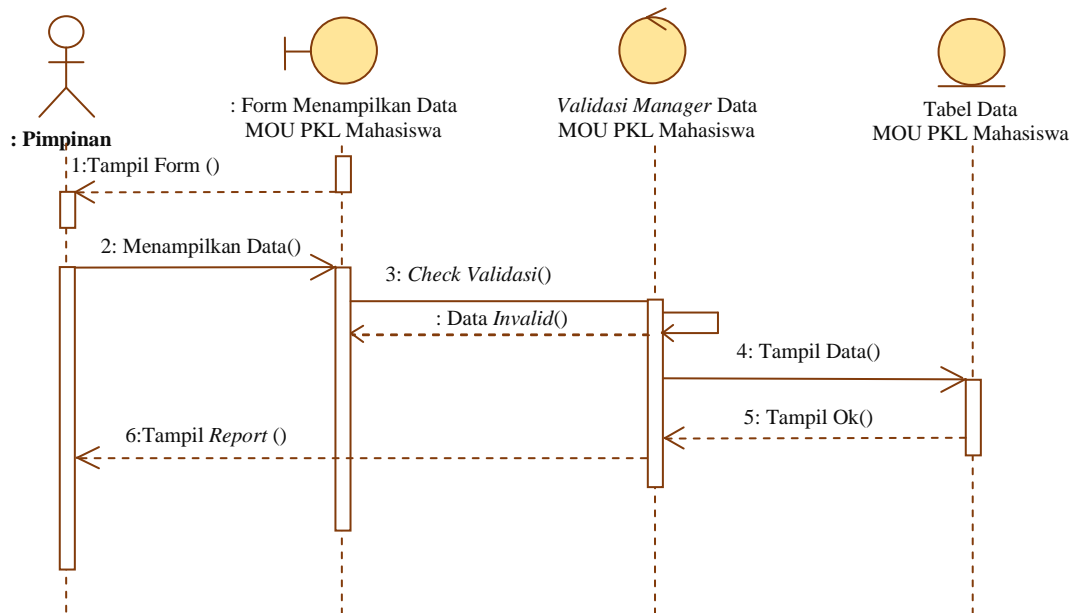 : Pimpinan
: Form Menampilkan Data
MOU PKL Mahasiswa
Validasi Manager Data
MOU PKL Mahasiswa
Tabel Data
MOU PKL Mahasiswa
1:Tampil Form ()
2: Menampilkan Data()
3: Check Validasi()
: Data Invalid()
4: Tampil Data()
5: Tampil Ok()
6:Tampil Report ()